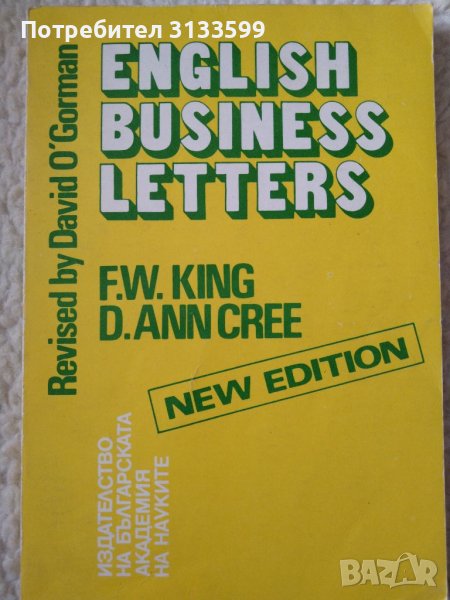 Потребител 3133599
Revised by David O'Gorman
ENGLISH
BUSINESS
LETTERS
F.W. KING
D. ANN CREE
NEW EDITION
ИЗДАТЕЛСТВО
НА БЪЛГАРСКАТА
АКАДЕМИЯ
НА НАУКИТЕ
BAZAR